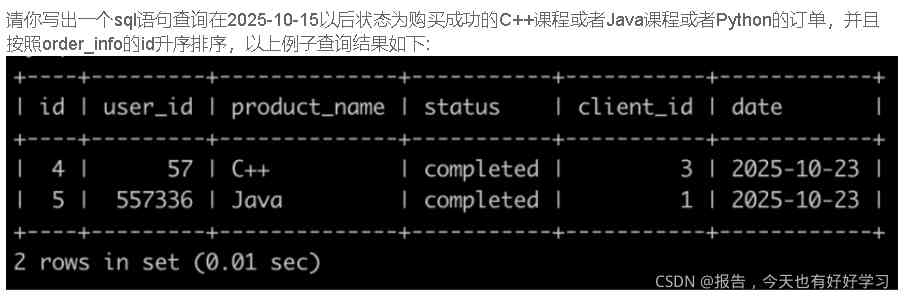 请你写出一个sql语句查询在2025-10-15以后状态为购买成功的C++课程或者Java课程或者Python的订单，并且
按照order_info的id升序排序，以上例子查询结果如下:
+----+---------+--------------+-----------+-----------+------------+
| id | user_id | product_name | status    | client_id | date       |
+----+---------+--------------+-----------+-----------+------------+
|  4 |      57 | C++          | completed |         3 | 2025-10-23 |
|  5 |  557336 | Java         | completed |         1 | 2025-10-23 |
+----+---------+--------------+-----------+-----------+------------+
2 rows in set (0.01 sec)
CSDN @报告，今天也有好好学习